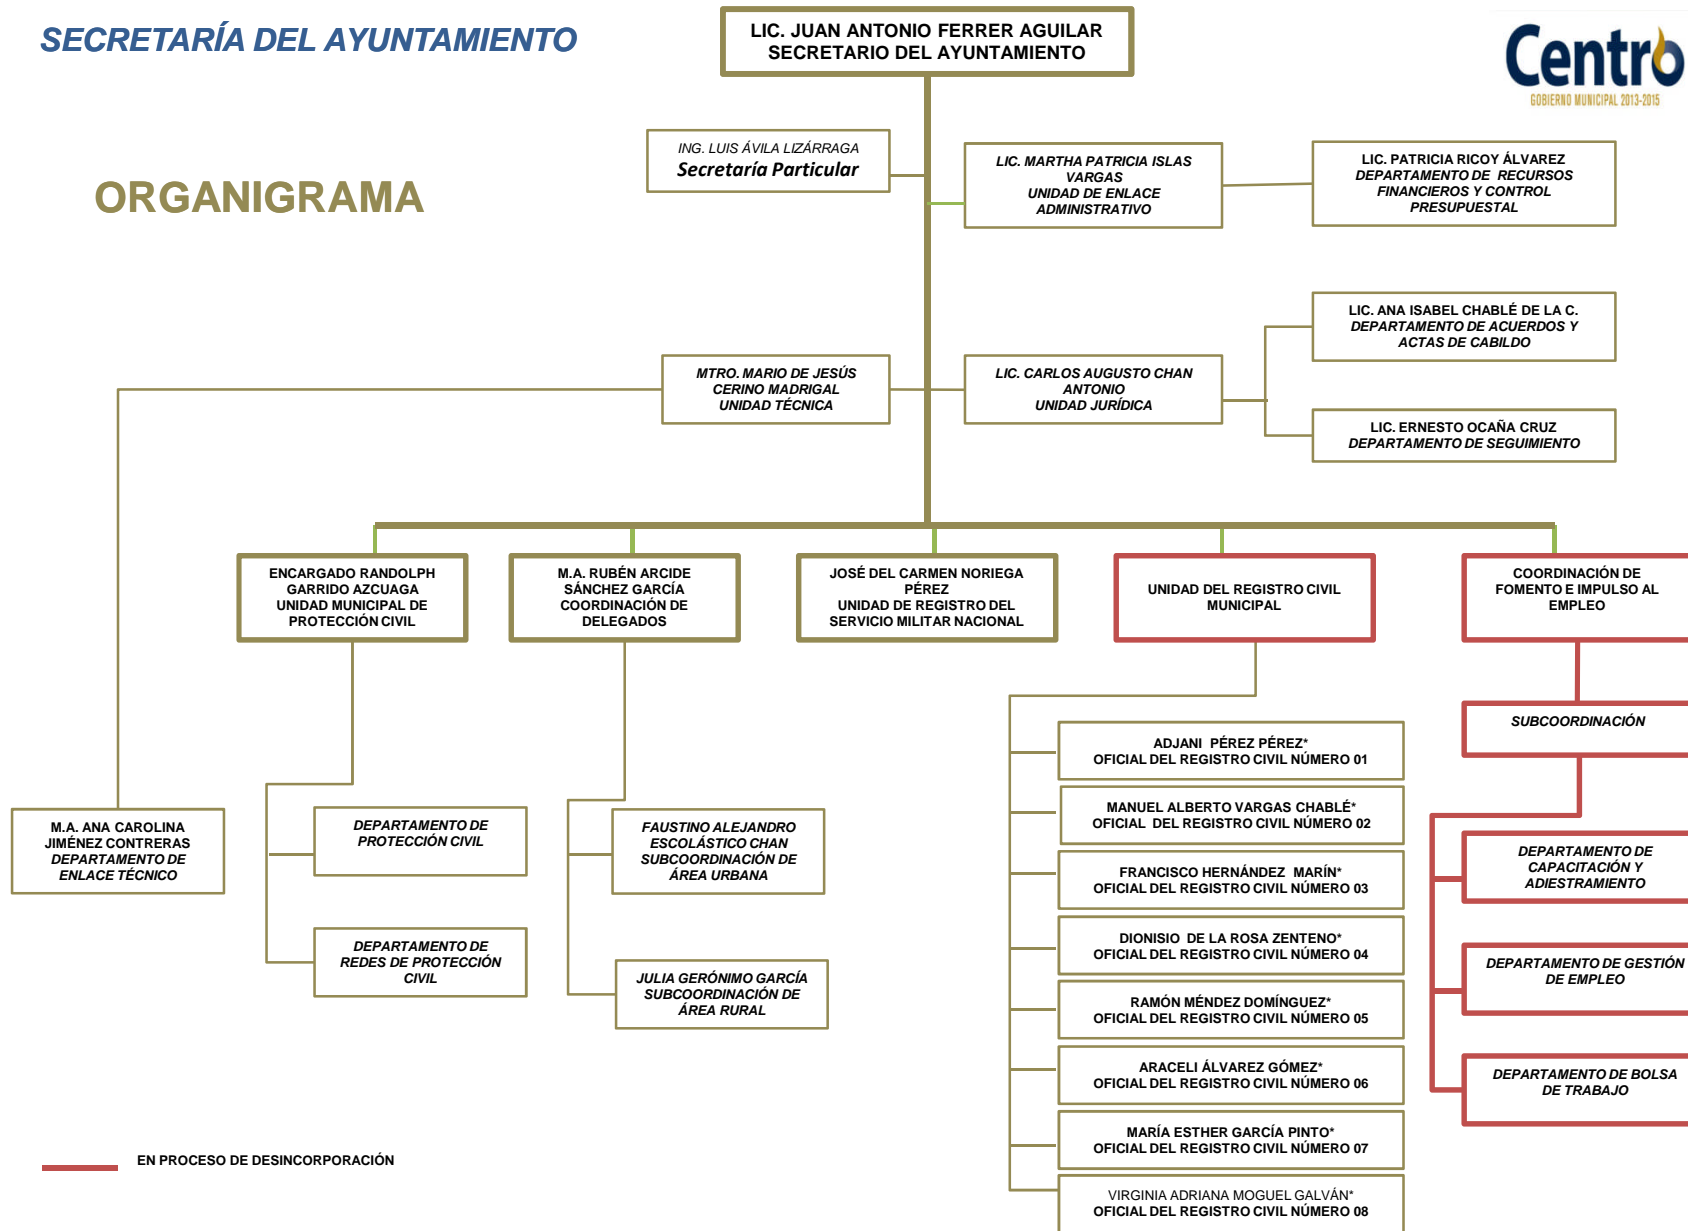 SECRETARÍA DEL AYUNTAMIENTO
LIC. JUAN ANTONIO FERRER AGUILAR
SECRETARIO DEL AYUNTAMIENTO
Centro
GOBIERNO MUNICIPAL 2013-2015
ORGANIGRAMA
ING. LUIS ÁVILA LIZÁRRAGA
Secretaría Particular
LIC. MARTHA PATRICIA ISLAS
VARGAS
UNIDAD DE ENLACE
ADMINISTRATIVO
LIC. PATRICIA RICOY ÁLVAREZ
DEPARTAMENTO DE RECURSOS
FINANCIEROS Y CONTROL
PRESUPUESTAL
LIC. ANA ISABEL CHABLÉ DE LA C.
DEPARTAMENTO DE ACUERDOS Y
ACTAS DE CABILDO
MTRO. MARIO DE JESÚS
CERINO MADRIGAL
UNIDAD TÉCNICA
LIC. CARLOS AUGUSTO CHAN
ANTONIO
UNIDAD JURÍDICA
LIC. ERNESTO OCAÑA CRUZ
DEPARTAMENTO DE SEGUIMIENTO
ENCARGADO RANDOLPH
GARRIDO AZCUAGA
UNIDAD MUNICIPAL DE
PROTECCIÓN CIVIL
M.A. RUBÉN ARCIDE
SÁNCHEZ GARCÍA
COORDINACIÓN DE
DELEGADOS
JOSÉ DEL CARMEN NORIEGA
PÉREZ
UNIDAD DE REGISTRO DEL
SERVICIO MILITAR NACIONAL
UNIDAD DEL REGISTRO CIVIL
MUNICIPAL
COORDINACIÓN DE
FOMENTO E IMPULSO AL
EMPLEO
SUBCOORDINACIÓN
M.A. ANA CAROLINA
JIMÉNEZ CONTRERAS
DEPARTAMENTO DE
ENLACE TÉCNICO
DEPARTAMENTO DE
PROTECCIÓN CIVIL
DEPARTAMENTO DE
REDES DE PROTECCIÓN
CIVIL
FAUSTINO ALEJANDRO
ESCOLÁSTICO CHAN
SUBCOORDINACIÓN DE
ÁREA URBANA
JULIA GERÓNIMO GARCÍA
SUBCOORDINACIÓN DE
ÁREA RURAL
ADJANI PÉREZ PÉREZ*
OFICIAL DEL REGISTRO CIVIL NÚMERO 01
MANUEL ALBERTO VARGAS CHABLÉ*
OFICIAL DEL REGISTRO CIVIL NÚMERO 02
FRANCISCO HERNÁNDEZ MARÍN*
OFICIAL DEL REGISTRO CIVIL NÚMERO 03
DIONISIO DE LA ROSA ZENTENO*
OFICIAL DEL REGISTRO CIVIL NÚMERO 04
RAMÓN MÉNDEZ DOMÍNGUEZ*
OFICIAL DEL REGISTRO CIVIL NÚMERO 05
ARACELI ÁLVAREZ GÓMEZ*
OFICIAL DEL REGISTRO CIVIL NÚMERO 06
MARÍA ESTHER GARCÍA PINTO*
OFICIAL DEL REGISTRO CIVIL NÚMERO 07
VIRGINIA ADRIANA MOGUEL GALVÁN*
OFICIAL DEL REGISTRO CIVIL NÚMERO 08
DEPARTAMENTO DE
CAPACITACIÓN Y
ADIESTRAMIENTO
DEPARTAMENTO DE GESTIÓN
DE EMPLEO
DEPARTAMENTO DE BOLSA
DE TRABAJO
EN PROCESO DE DESINCORPORACIÓN